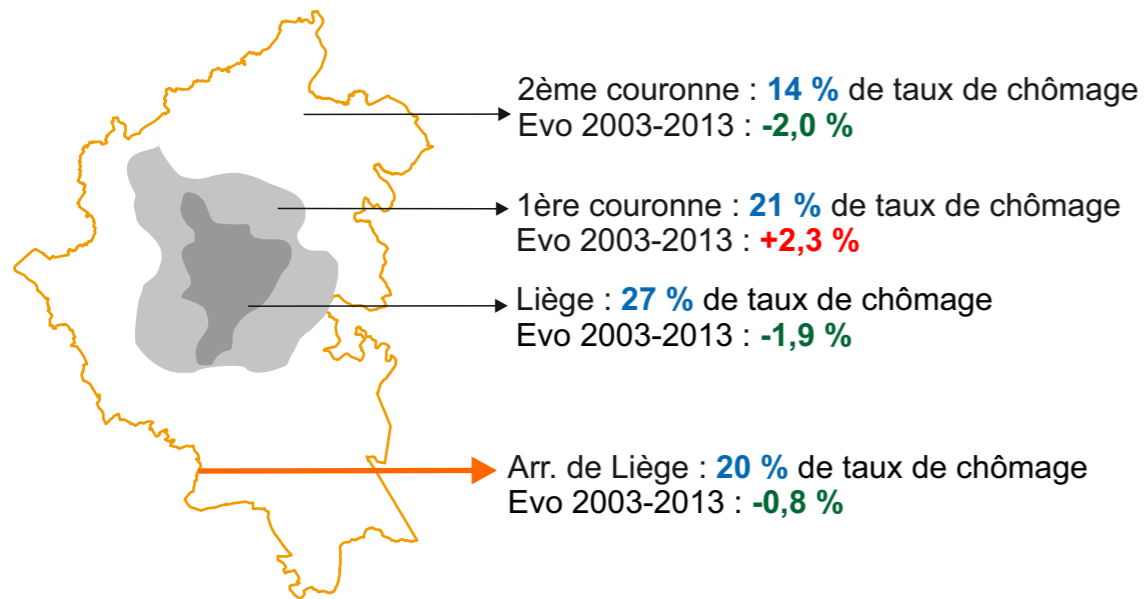 2ème couronne : 14 % de taux de chômage
Evo 2003-2013 : -2,0 %
1ère couronne : 21 % de taux de chômage
Evo 2003-2013 : +2,3 %
Liège : 27 % de taux de chômage
Evo 2003-2013 : -1,9 %
Arr. de Liège : 20 % de taux de chômage
Evo 2003-2013 : -0,8 %